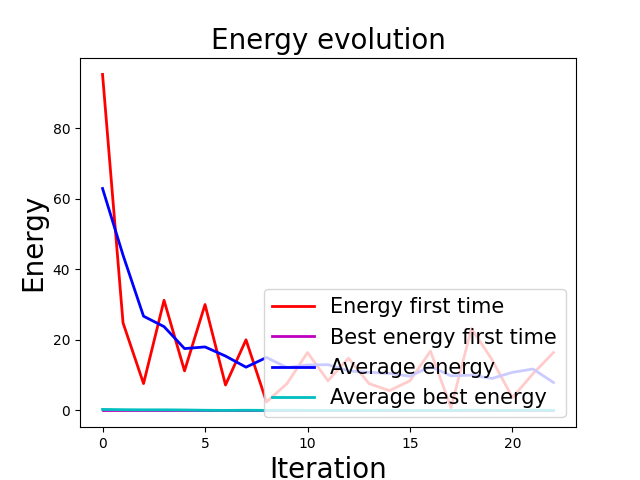 Energy evolution
Energy
80
60
40
20
0
Energy first time
Best energy first time
Average energy
Average best energy
0 5 10 15 20
Iteration